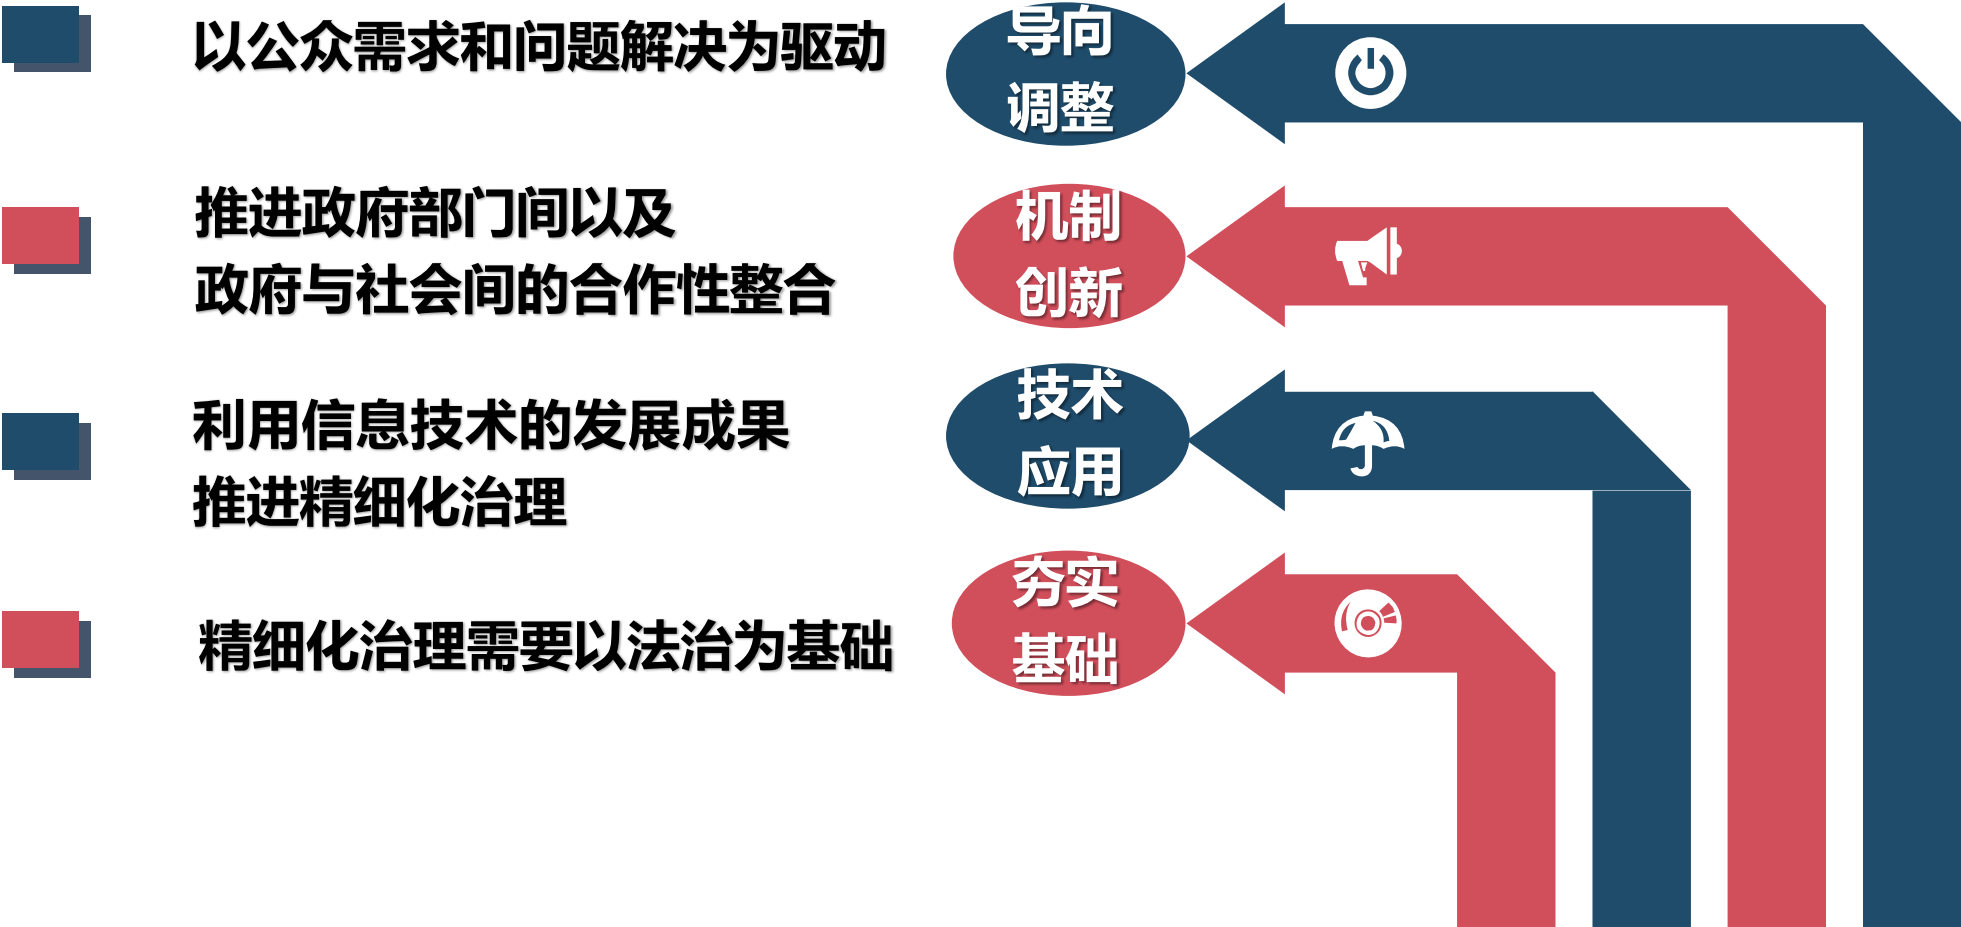 以公众需求和问题解决为驱动
导向
调整
推进政府部门间以及
政府与社会间的合作性整合
机制
创新
利用信息技术的发展成果
推进精细化治理
技术
应用
精细化治理需要以法治为基础
夯实
基础